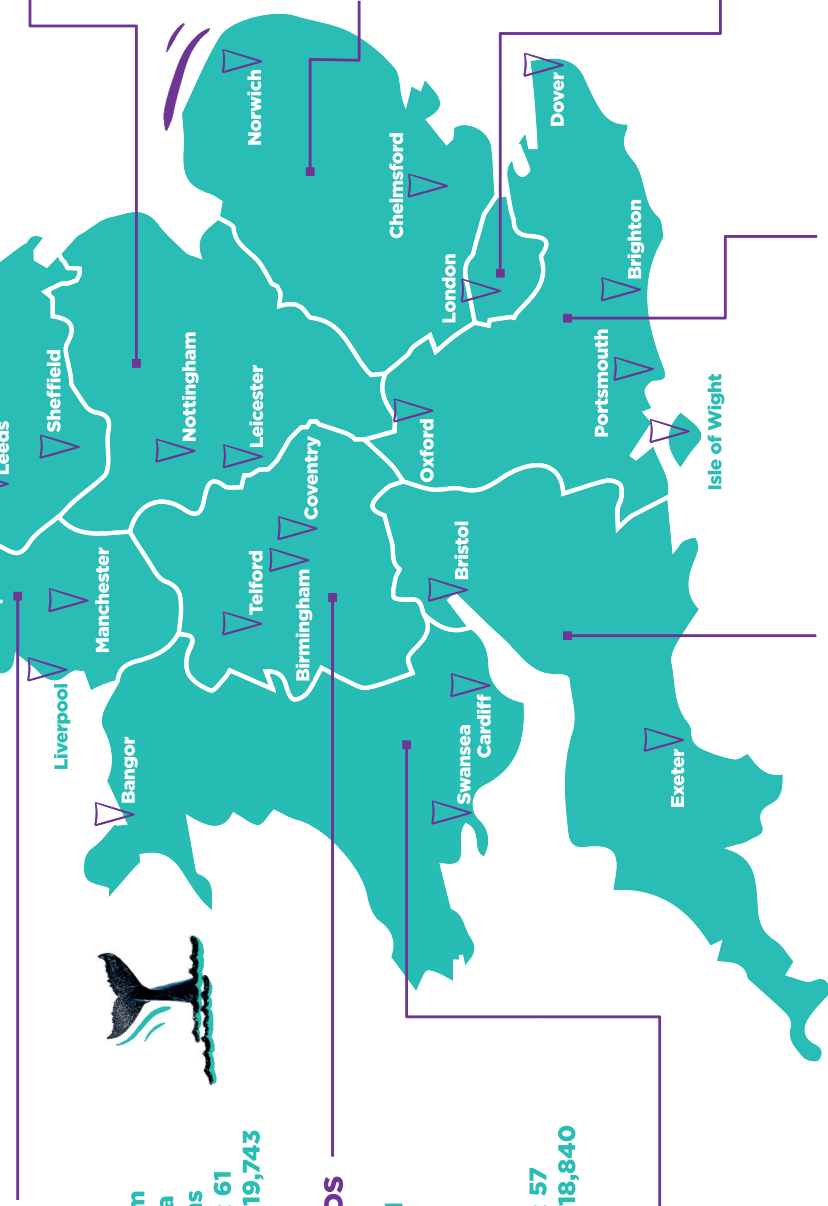 Leeds
Sheffield
Liverpool
Manchester
Bangor
Nottingham
: 61
19,743
Telford
Leicester
Norwich
Birmingham
Coventry
DS
Chelmsford
Oxford
London
Swansea
Bristol
Cardiff
: 57
18,840
Dover
Portsmouth
Brighton
Exeter
Isle of Wight